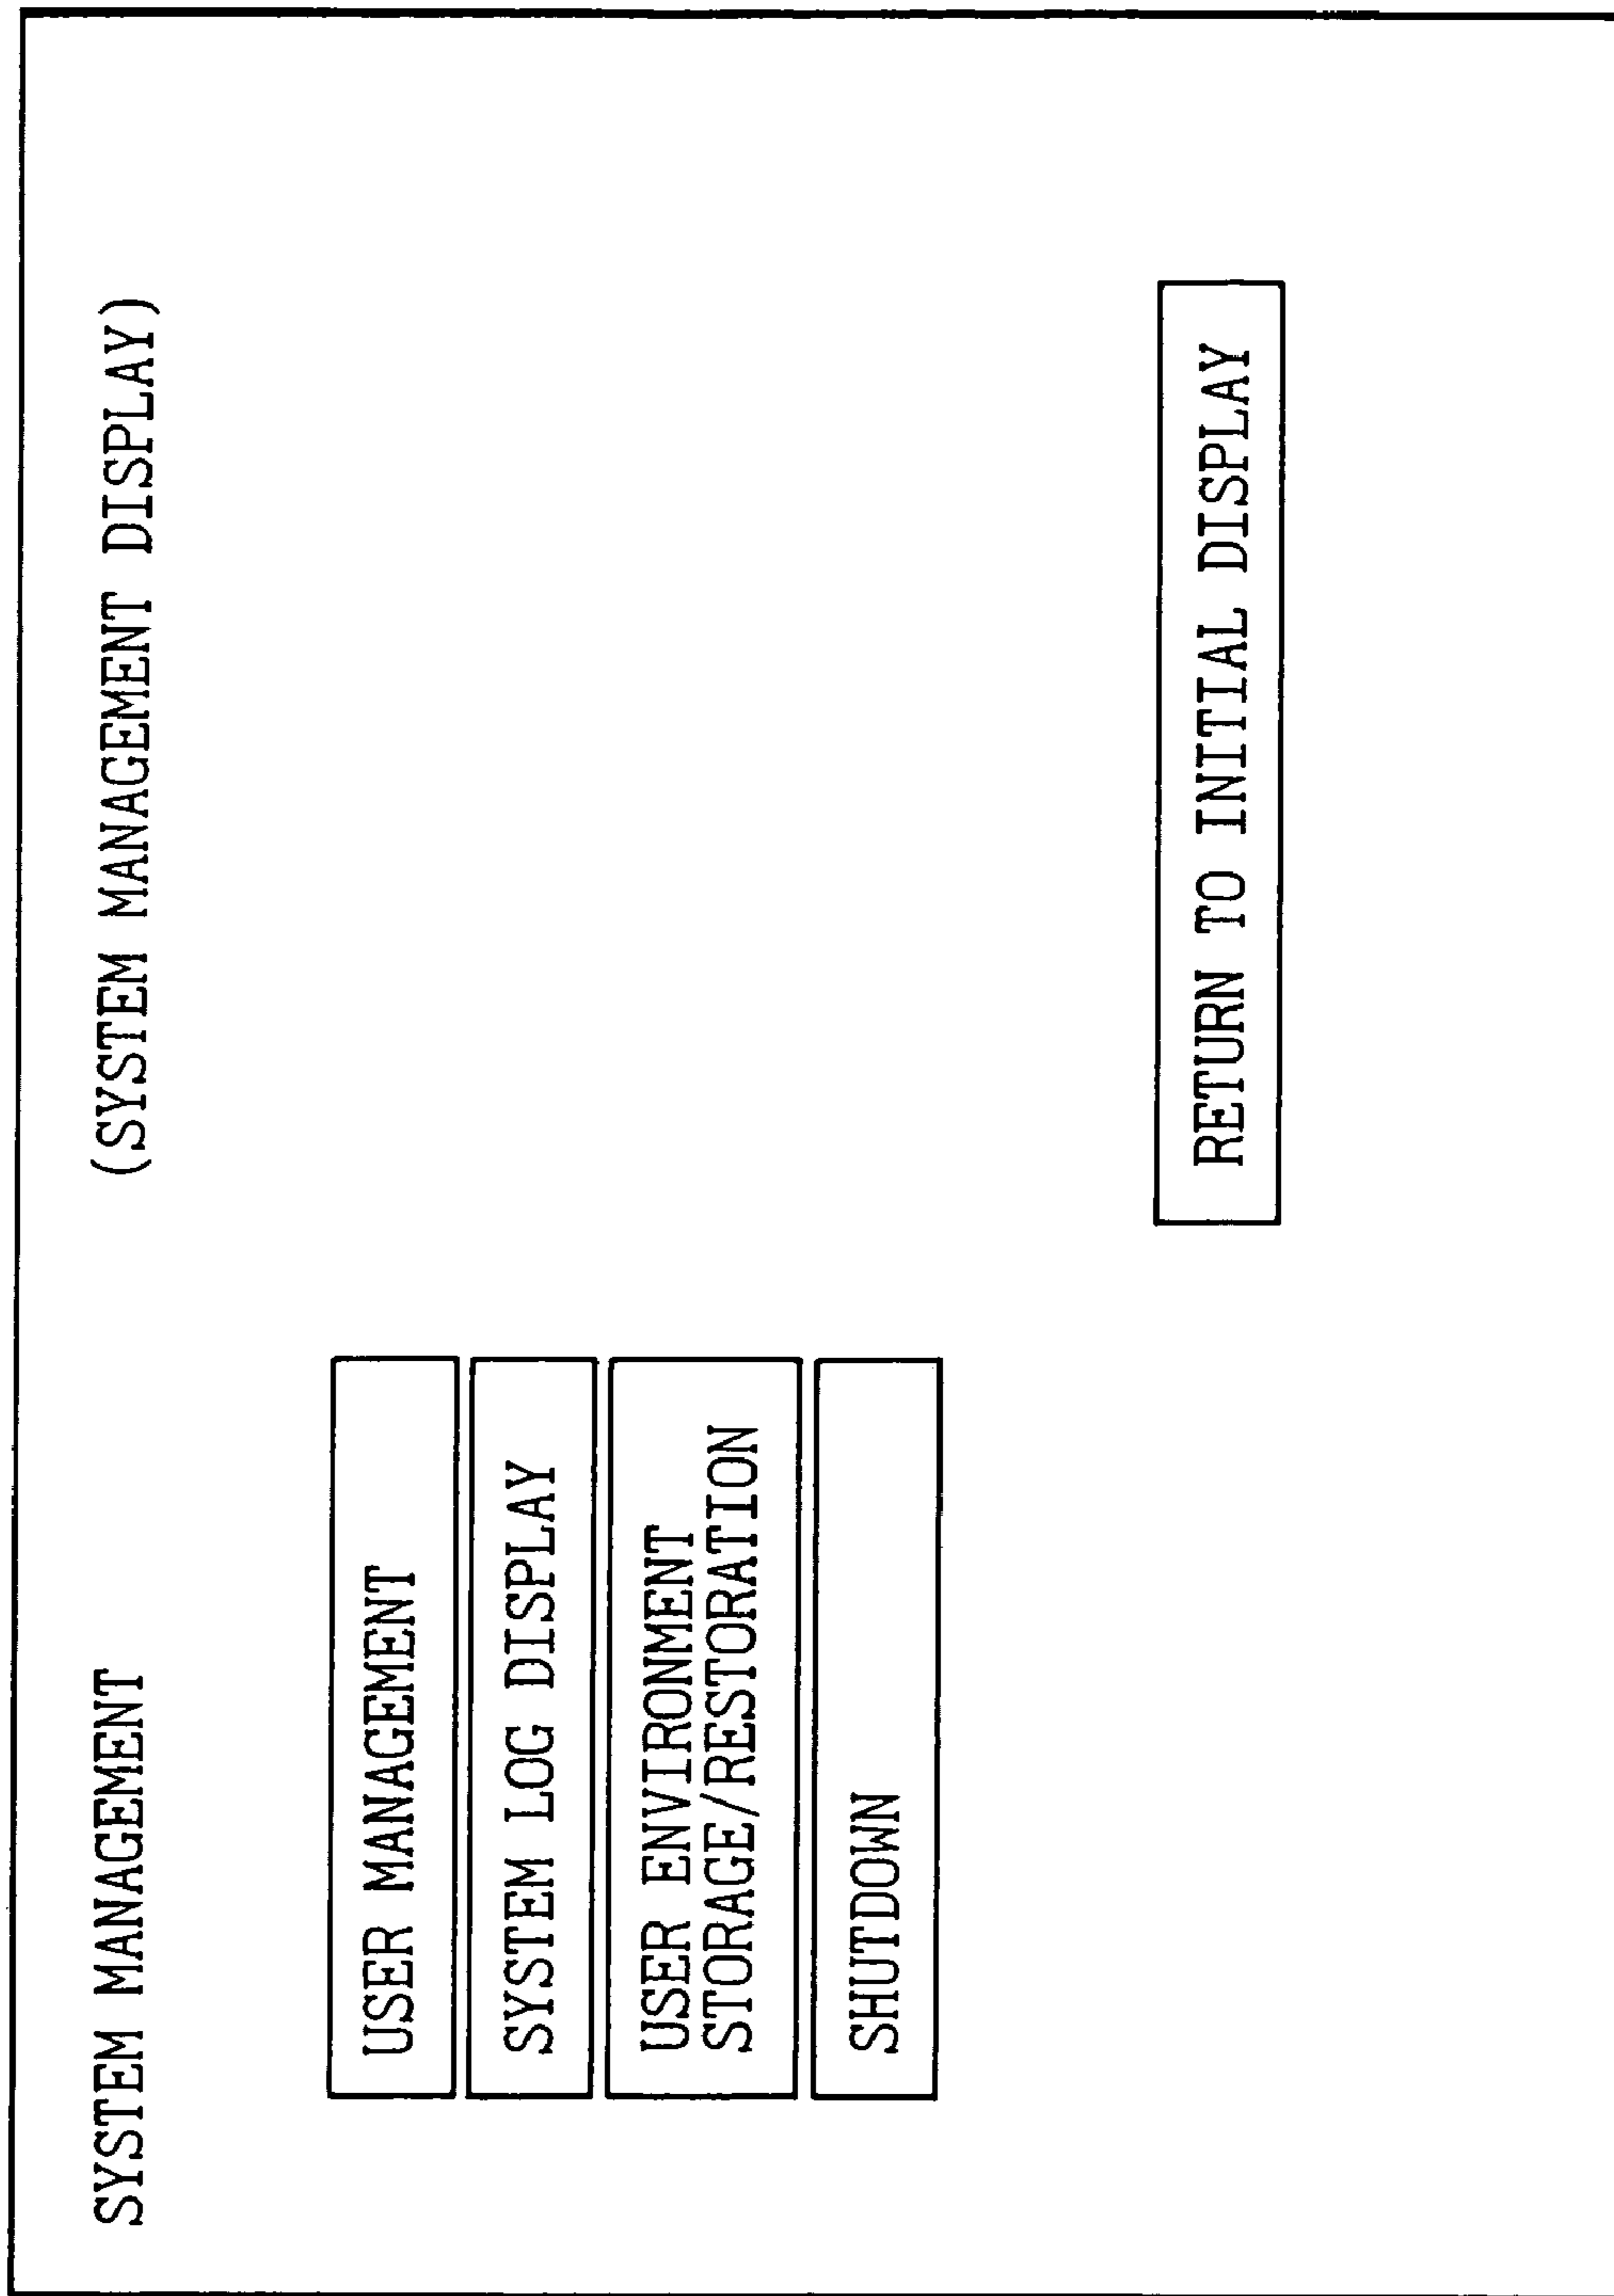 SYSTEM MANAGEMENT
(SYSTEM MANAGEMENT DISPLAY)
USER MANAGEMENT
SYSTEM LOG DISPLAY
USER ENVIRONMENT
STORAGE/RESTORATION
SHUTDOWN
RETURN TO INITIAL DISPLAY